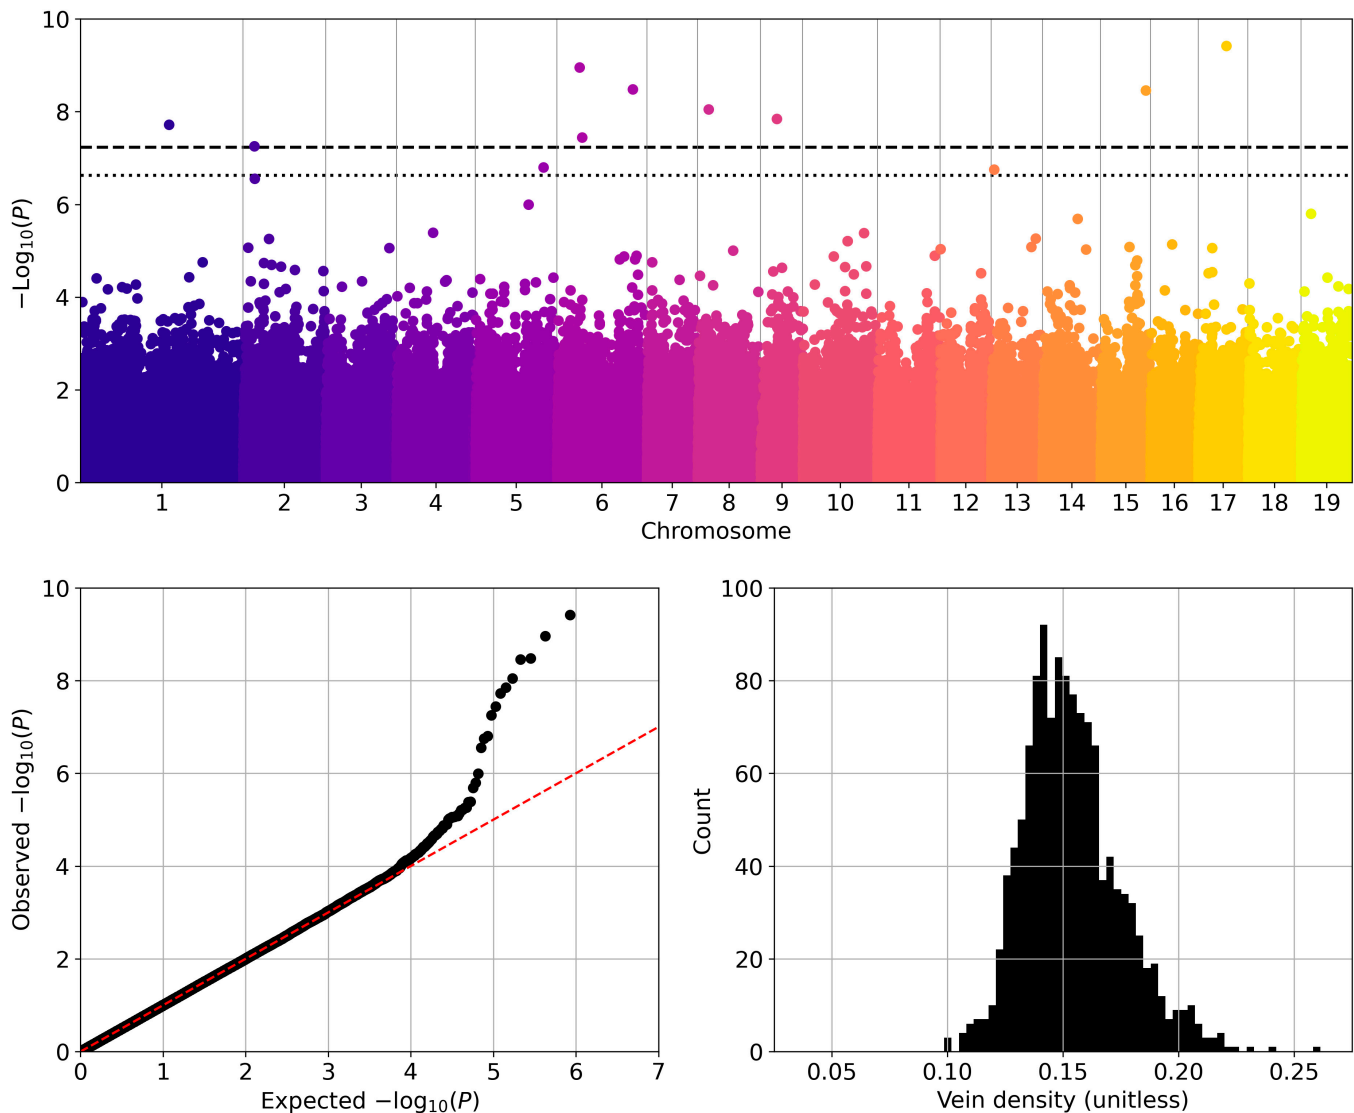 10
8
6
4
2
0
−Log₁₀(P)
1 2 3 4 5 6 7 8 9 10 11 12 13 14 15 16 17 18 19
Chromosome
10
8
6
4
2
0
Observed −log₁₀(P)
0 1 2 3 4 5 6 7
Expected −log₁₀(P)
100
80
60
40
20
0
Count
0.05 0.10 0.15 0.20 0.25
Vein density (unitless)